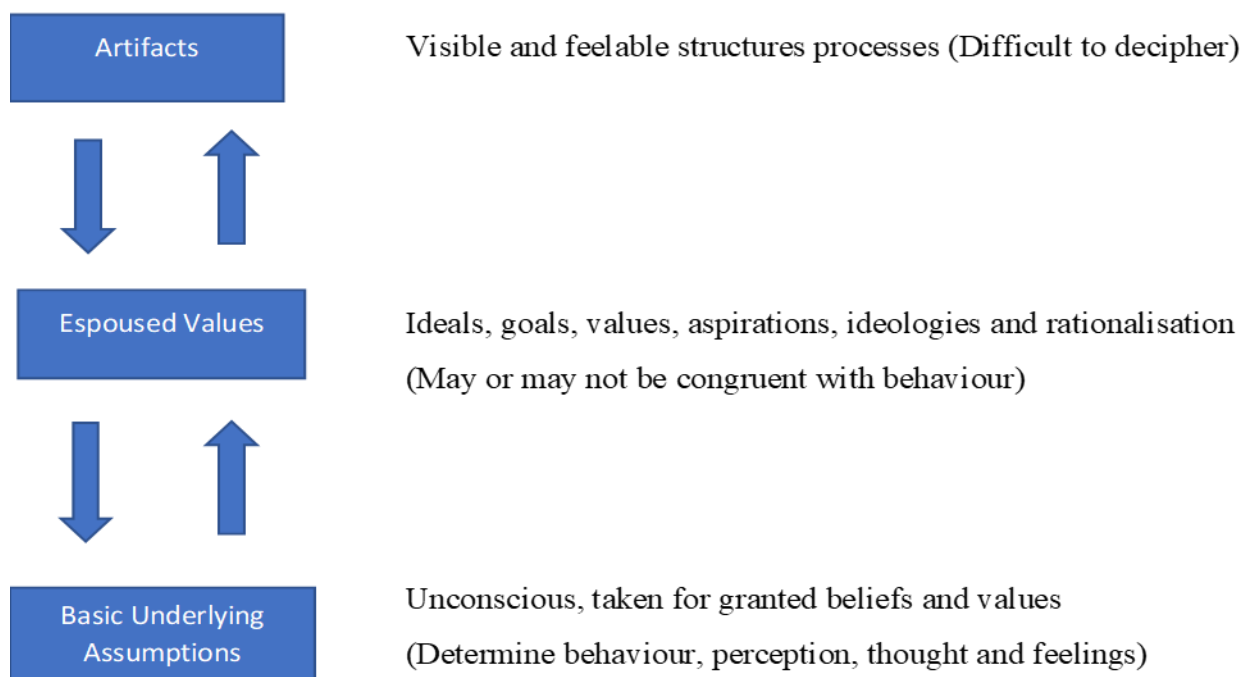 Artifacts
Visible and feelable structures processes (Difficult to decipher)
Espoused Values
Ideals, goals, values, aspirations, ideologies and rationalisation
(May or may not be congruent with behaviour)
Basic Underlying
Assumptions
Unconscious, taken for granted beliefs and values
(Determine behaviour, perception, thought and feelings)